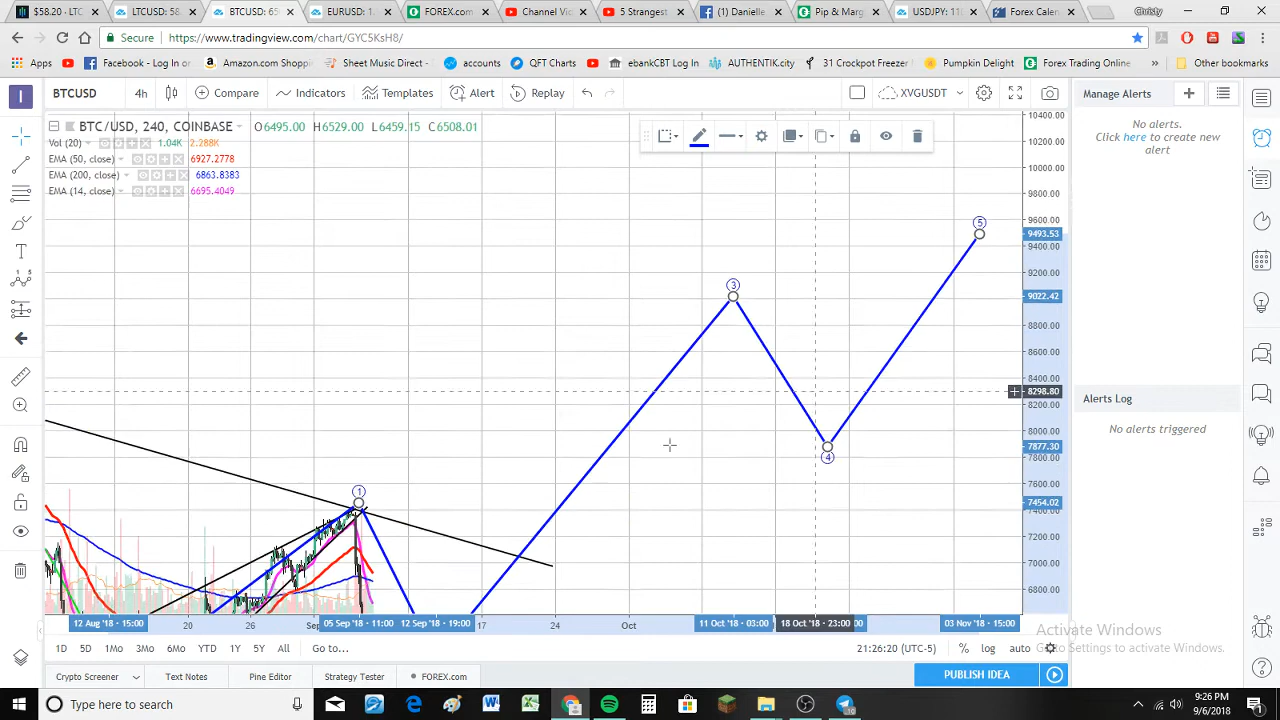 $58.20 - LT
LTCUSD: 58
BTCUSD: 65
EURUSD: 1.
FOREX.com
Channel Vid
5 Strangest
(1) Danielle
Pip & Marg
USDJPY: 110
Forex Calen
Christy
Secure https://www.tradingview.com/chart/GYC5KsH8/
Apps
Facebook - Log In or
Amazon.com Shoppi
Sheet Music Direct -
accounts
QFT Charts
ebankCBT Log In
AUTHENTIK.city
31 Crockpot Freezer
Pumpkin Delight
Forex Trading Online
Other bookmarks
I
BTCUSD
4h
Compare
Indicators
Templates
Alert
Replay
XVGUSDT
BTC/USD, 240, COINBASE O6495.00 H6529.00 L6459.15 C6508.01
Vol (20) 1.04K 2.288K
EMA (50, close) 6927.2778
EMA (200, close) 6863.8383
EMA (14, close) 6695.4049
Manage Alerts
No alerts.
Click here to create new
alert
Alerts Log
No alerts triggered
10400.00
10200.00
10000.00
9800.00
9600.00
9493.53
9400.00
9200.00
9022.42
8800.00
8600.00
8400.00
8298.80
8200.00
8000.00
7877.30
7800.00
7600.00
7454.02
7400.00
7200.00
7000.00
6800.00
5
3
4
1
12 Aug '18 - 15:00
20
26
Sep
05 Sep '18 - 11:00
12 Sep '18 - 19:00
17
24
Oct
11 Oct '18 - 03:00
18 Oct '18 - 23:00
03 Nov '18 - 15:00
1D 5D 1Mo 3Mo 6Mo YTD 1Y 5Y All Go to...
21:26:20 (UTC-5) % log auto
Activate Windows
Go to Settings to activate Windows.
Crypto Screener
Text Notes
Pine Editor
Strategy Tester
FOREX.com
PUBLISH IDEA
Type here to search
9:26 PM
9/6/2018